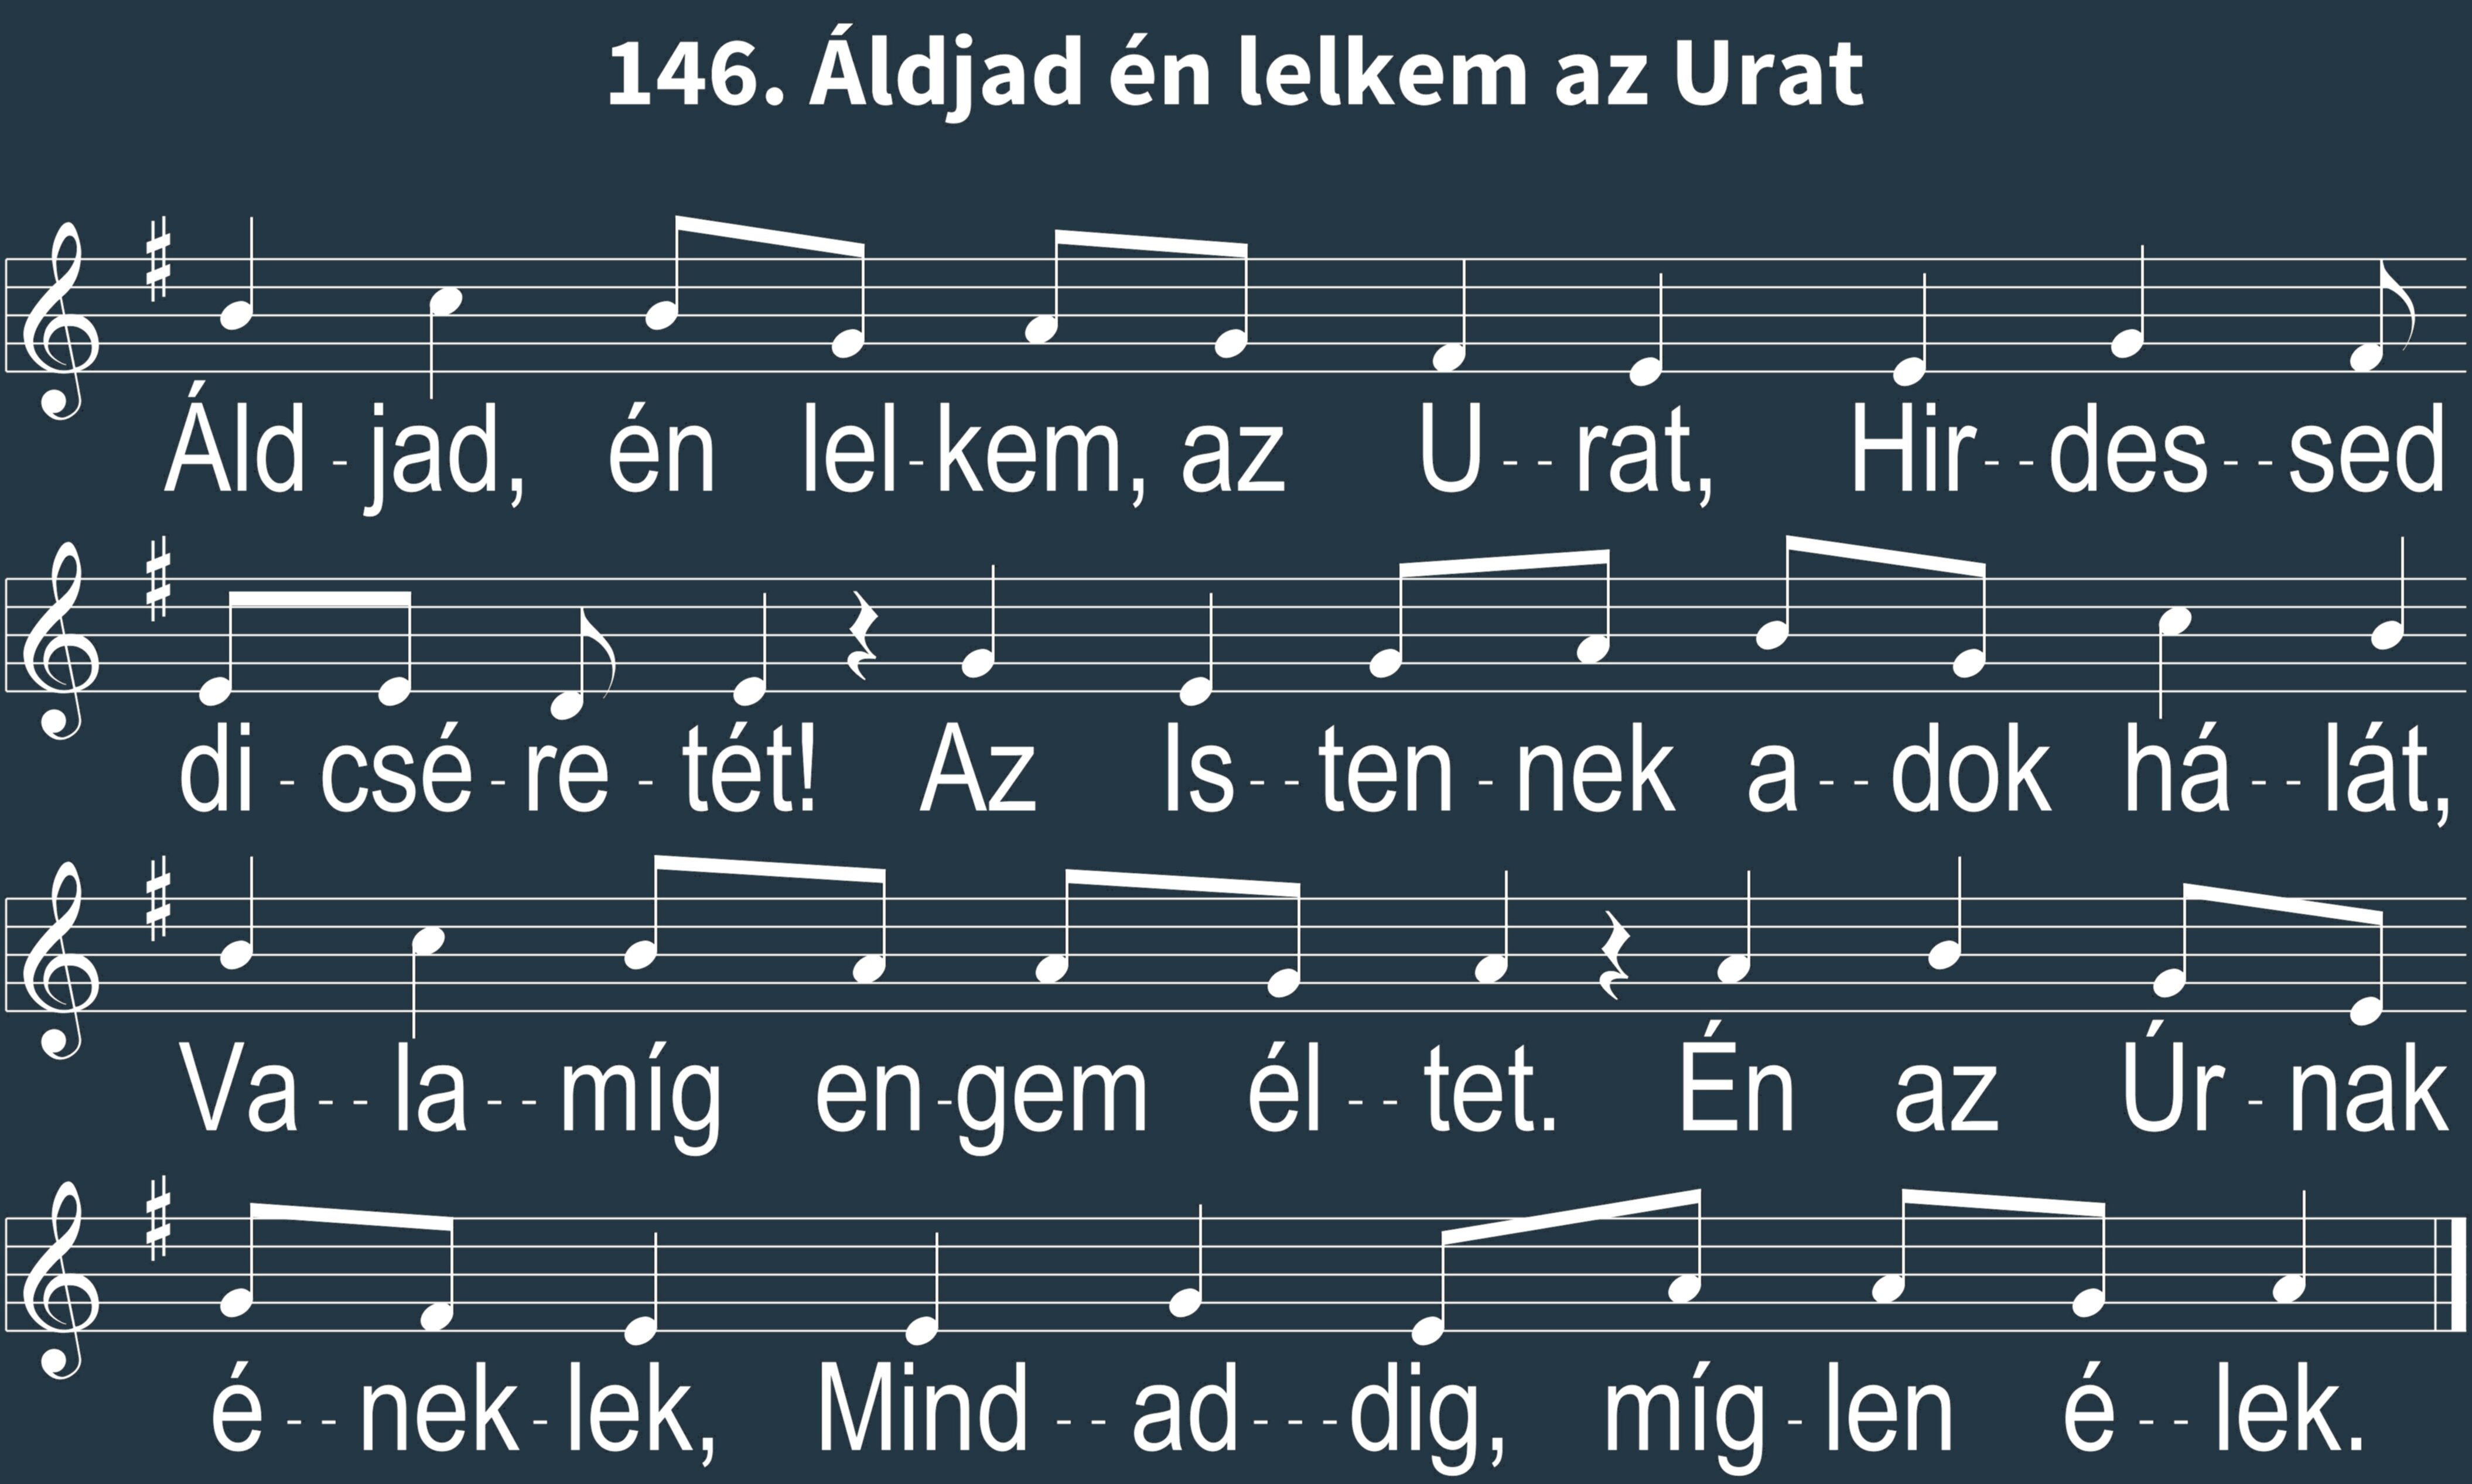 146. Áldjad én lelkem az Urat
Áld - jad, én lel - kem, az U - - rat, Hir - - des - - sed
di - csé - re - tét! Az Is - - ten - nek a - - dok há - - lát,
Va - - la - - míg en - gem él - - tet. Én az Úr - nak
é - - nek - lek, Mind - - ad - - - dig, míg - len é - - lek.